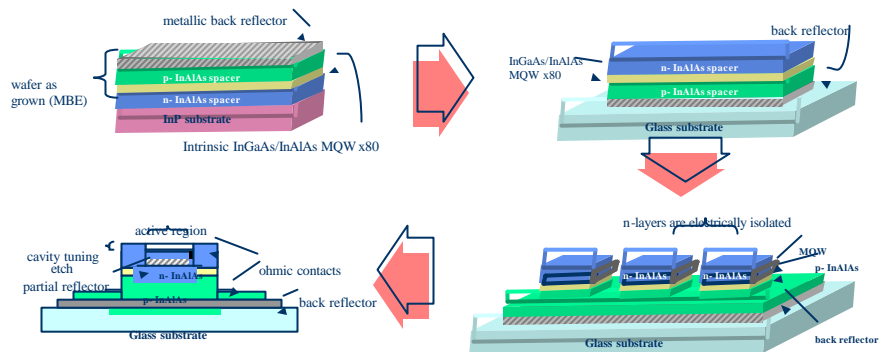 metallic back reflector
wafer as
grown (MBE)
p- InAlAs spacer
n- InAlAs spacer
InP substrate
Intrinsic InGaAs/InAlAs MQW x80
back reflector
InGaAs/InAlAs
MQW x80
n- InAlAs spacer
p- InAlAs spacer
Glass substrate
n-layers are electrically isolated
MQW
n- InAlAs
n- InAlAs
n- InAlAs
p- InAlAs
back reflector
Glass substrate
active region
cavity tuning
etch
partial reflector
n- InAlAs
ohmic contacts
p- InAlAs
back reflector
Glass substrate